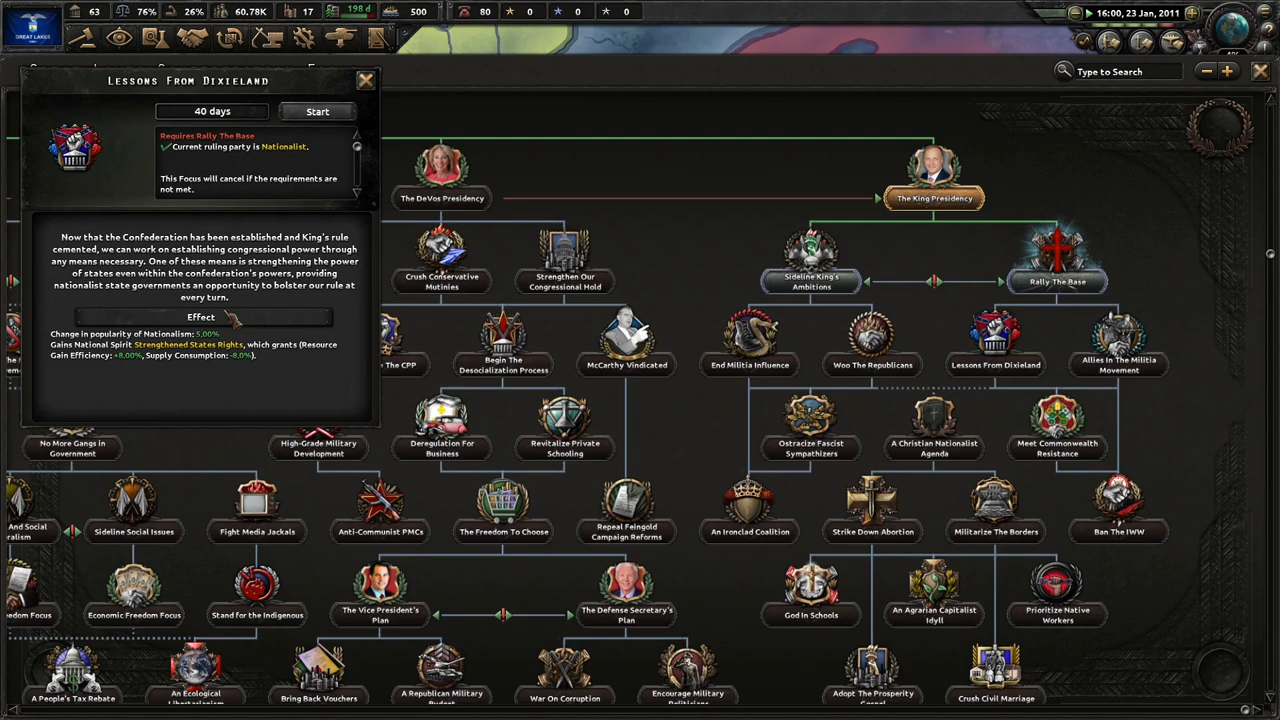 GREAT LAKES
63
76%
26%
60.78K
17
198 d
500
80
0
0
0
16:00, 23 Jan, 2011
Type to Search
Lessons From Dixieland
40 days
Start
Requires Rally The Base
Current ruling party is Nationalist.
This Focus will cancel if the requirements are
not met.
Now that the Confederation has been established and King's rule
cemented, we can work on establishing congressional power through
any means necessary. One of these means is strengthening the power
of states even within the confederation's powers, providing
nationalist state governments an opportunity to bolster our rule at
every turn.
Effect
Change in popularity of Nationalism: 5.00%
Gains National Spirit Strengthened States Rights, which grants (Resource
Gain Efficiency: +8.00%, Supply Consumption: -8.0%).
The DeVos Presidency
The King Presidency
Crush Conservative
Mutinies
Strengthen Our
Congressional Hold
Sideline King's
Ambitions
Rally The Base
e The CPP
Begin The
Desocialization Process
McCarthy Vindicated
End Militia Influence
Woo The Republicans
Lessons From Dixieland
Allies In The Militia
Movement
No More Gangs in
Government
High-Grade Military
Development
Deregulation For
Business
Revitalize Private
Schooling
Ostracize Fascist
Sympathizers
A Christian Nationalist
Agenda
Meet Commonwealth
Resistance
And Social
ralism
Sideline Social Issues
Fight Media Jackals
Anti-Communist PMCs
The Freedom To Choose
Repeal Feingold
Campaign Reforms
An Ironclad Coalition
Strike Down Abortion
Militarize The Borders
Ban The IWW
eedom Focus
Economic Freedom Focus
Stand for the Indigenous
The Vice President's
Plan
The Defense Secretary's
Plan
God In Schools
An Agrarian Capitalist
Idyll
Prioritize Native
Workers
A People's Tax Rebate
An Ecological
Libertarianism
Bring Back Vouchers
A Republican Military
Budget
War On Corruption
Encourage Military
Politicians
Adopt The Prosperity
Gospel
Crush Civil Marriage